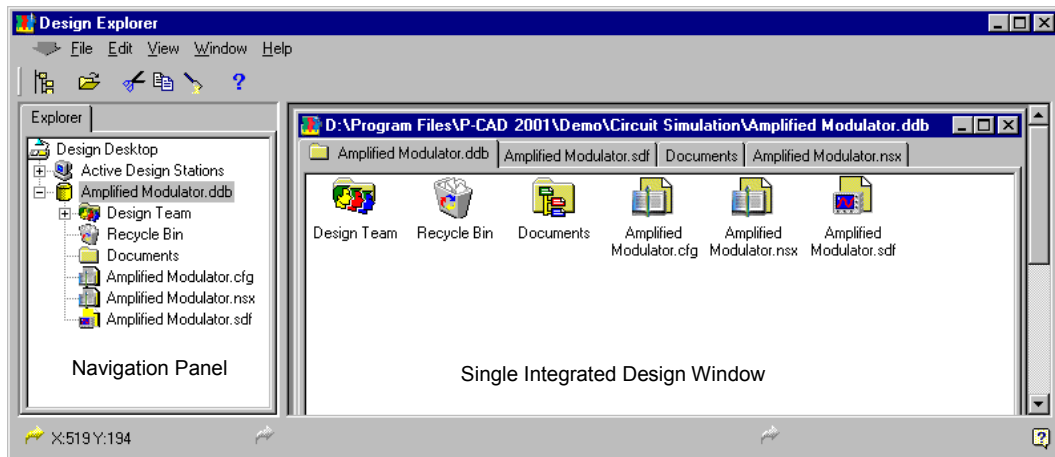 Design Explorer
File Edit View Window Help
?
Explorer
Design Desktop
Active Design Stations
Amplified Modulator.ddb
Design Team
Recycle Bin
Documents
Amplified Modulator.cfg
Amplified Modulator.nsx
Amplified Modulator.sdf
Navigation Panel
D:\Program Files\P-CAD 2001\Demo\Circuit Simulation\Amplified Modulator.ddb
Amplified Modulator.ddb Amplified Modulator.sdf Documents Amplified Modulator.nsx
Design Team Recycle Bin Documents Amplified Amplified Amplified
Modulator.cfg Modulator.nsx Modulator.sdf
Single Integrated Design Window
X:519 Y:194
?